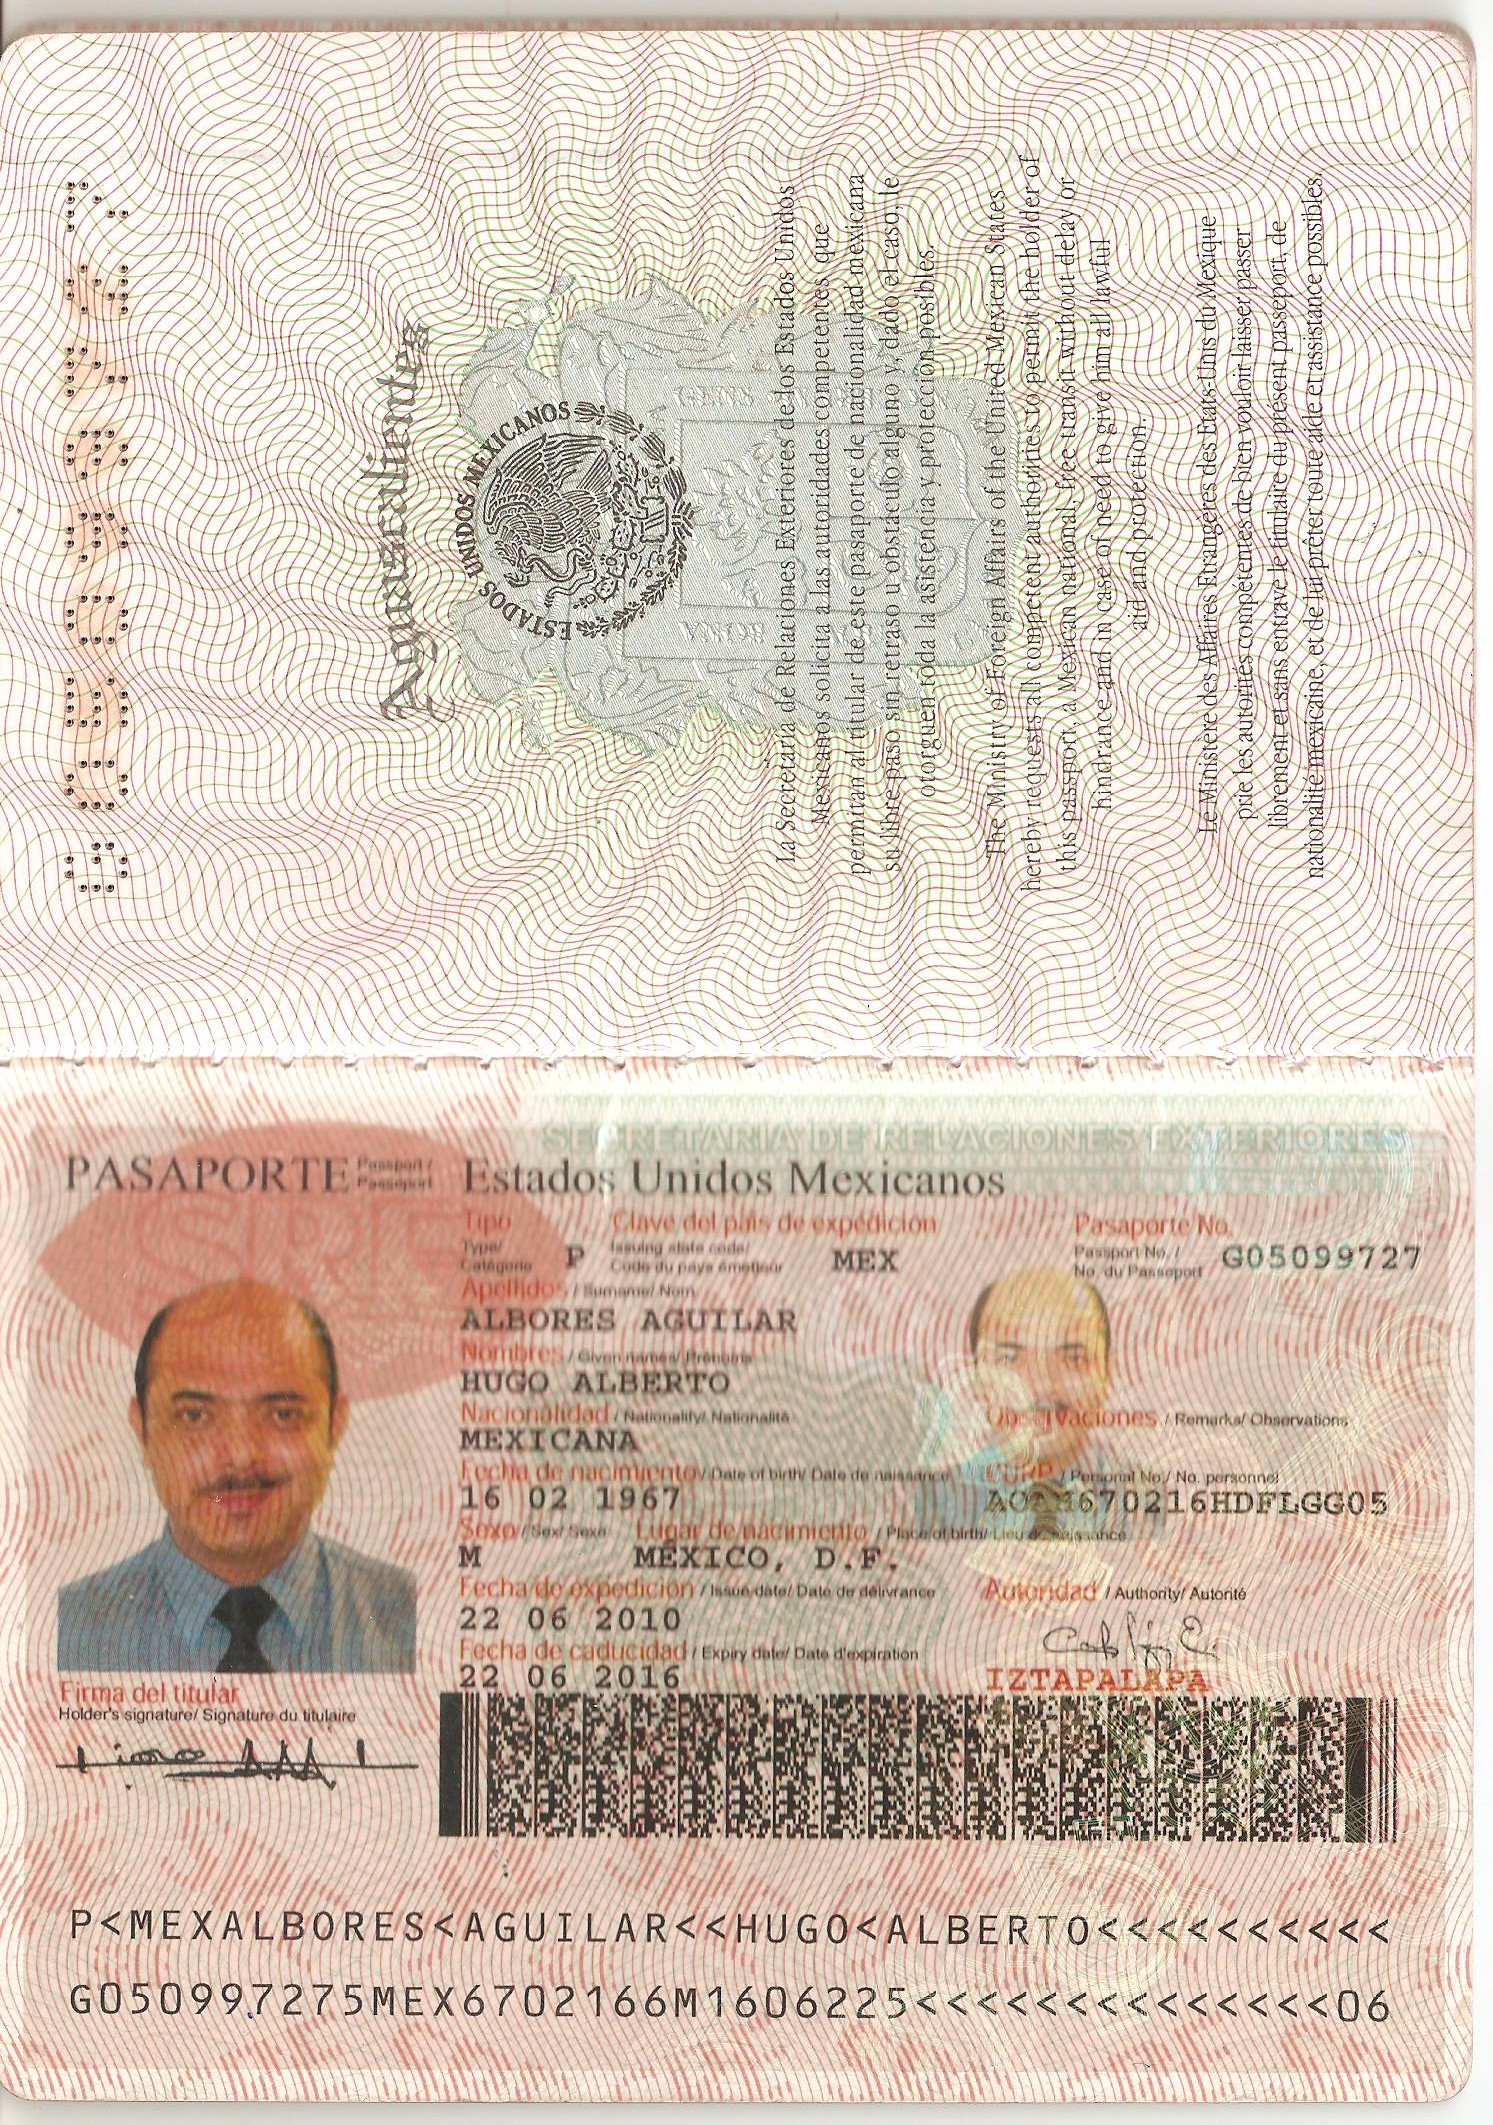 Aguascalientes
ESTADOS UNIDOS MEXICANOS
La Secretaría de Relaciones Exteriores de los Estados Unidos
Mexicanos solicita a las autoridades competentes que
permitan al titular de este pasaporte de nacionalidad mexicana
su libre paso sin retraso u obstáculo alguno y, dado el caso, le
otorguen toda la asistencia y protección posibles.
The Ministry of Foreign Affairs of the United Mexican States
hereby requests all competent authorities to permit the holder of
this passport, a Mexican national, free transit without delay or
hindrance and in case of need to give him all lawful
aid and protection.
Le Ministère des Affaires Etrangères des Etats-Unis du Mexique
prie les autorités compétentes de bien vouloir laisser passer
librement et sans entrave le titulaire du présent passeport, de
nationalité mexicaine, et de lui prêter toute aide et assistance possibles.
SECRETARIA DE RELACIONES EXTERIORES
PASAPORTE Passport / Passeport Estados Unidos Mexicanos
SRE
Tipo Clave del país de expedición Pasaporte No.
Type/ Catégorie P Issuing state code/ Code du pays émetteur MEX Passport No. / No. du Passeport G05099727
Apellidos / Surname/ Nom
ALBORES AGUILAR
Nombres / Given names/ Prénoms
HUGO ALBERTO
Nacionalidad / Nationality/ Nationalité Observaciones / Remarks/ Observations
MEXICANA
Fecha de nacimiento / Date of birth/ Date de naissance CURP / Personal No./ No. personnel
16 02 1967 AOAH670216HDFLGG05
Sexo / Sex/ Sexe Lugar de nacimiento / Place of birth/ Lieu de naissance
M MÉXICO, D.F.
Fecha de expedición / Issue date/ Date de délivrance Autoridad / Authority/ Autorité
22 06 2010
Fecha de caducidad / Expiry date/ Date d'expiration
22 06 2016 IZTAPALAPA
Firma del titular
Holder's signature/ Signature du titulaire
P<MEXALBORES<AGUILAR<<HUGO<ALBERTO<<<<<<<<<<
G050997275MEX6702166M1606225<<<<<<<<<<<<<<06